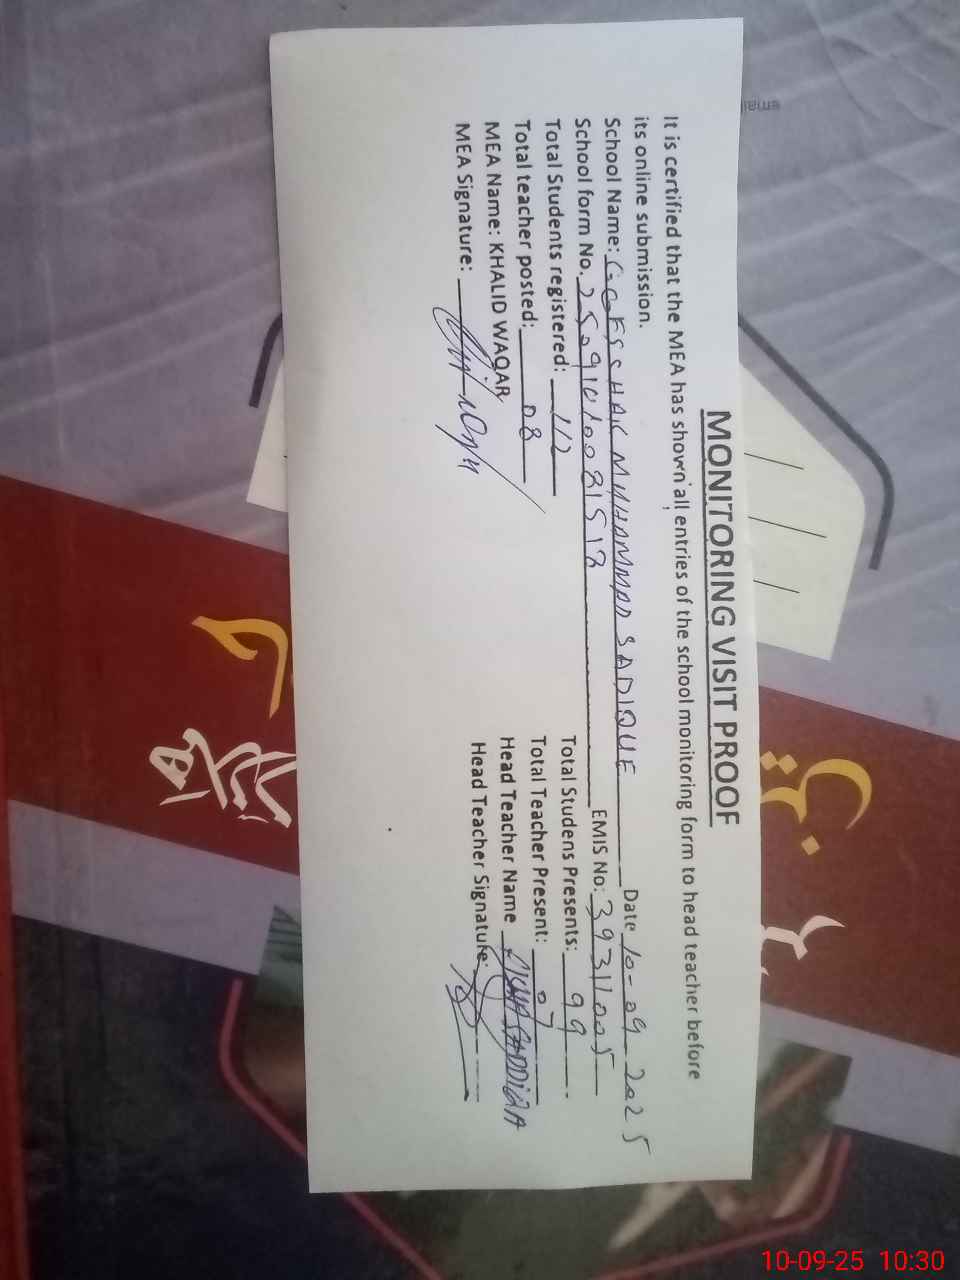 MONITORING VISIT PROOF
It is certified that the MEA has shown all entries of the school monitoring form to head teacher before
its online submission.
School Name: GGES CHAK MUHAMMAD SADIQUE Date 10-09-2025
School form No. EMIS No: 39311005
Total Students registered: 112 Total Studens Presents: 99
Total teacher posted: 08 Total Teacher Present: 07
MEA Name: KHALID WAQAR Head Teacher Name
MEA Signature: Head Teacher Signature:
10-09-25 10:30